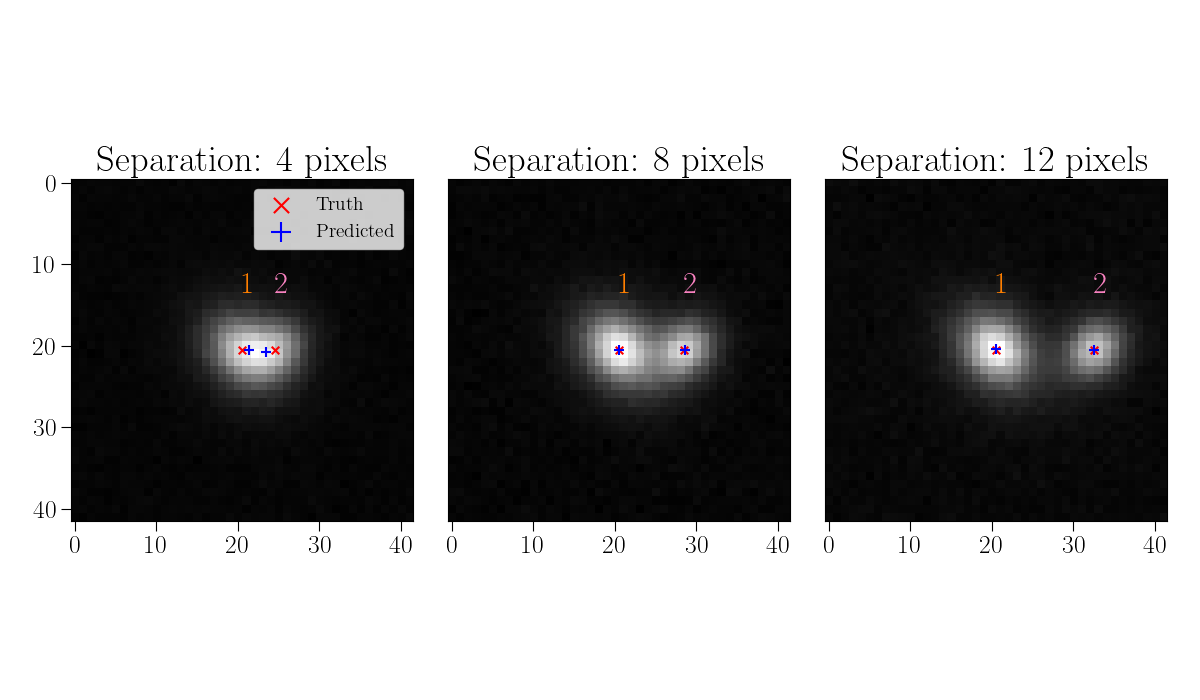 Separation: 4 pixels
Separation: 8 pixels
Separation: 12 pixels
Truth
Predicted
1 2
1 2
1 2
0
10
20
30
40
0 10 20 30 40
0 10 20 30 40
0 10 20 30 40